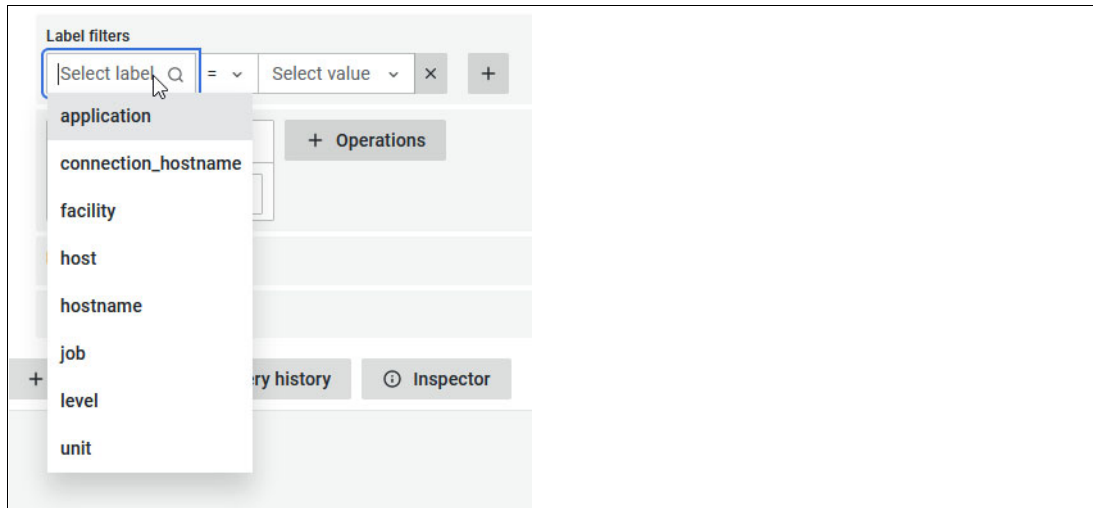 Label filters
Select label = Select value × +
application
+ Operations
connection_hostname
facility
host
hostname
job
+ ry history Inspector
level
unit